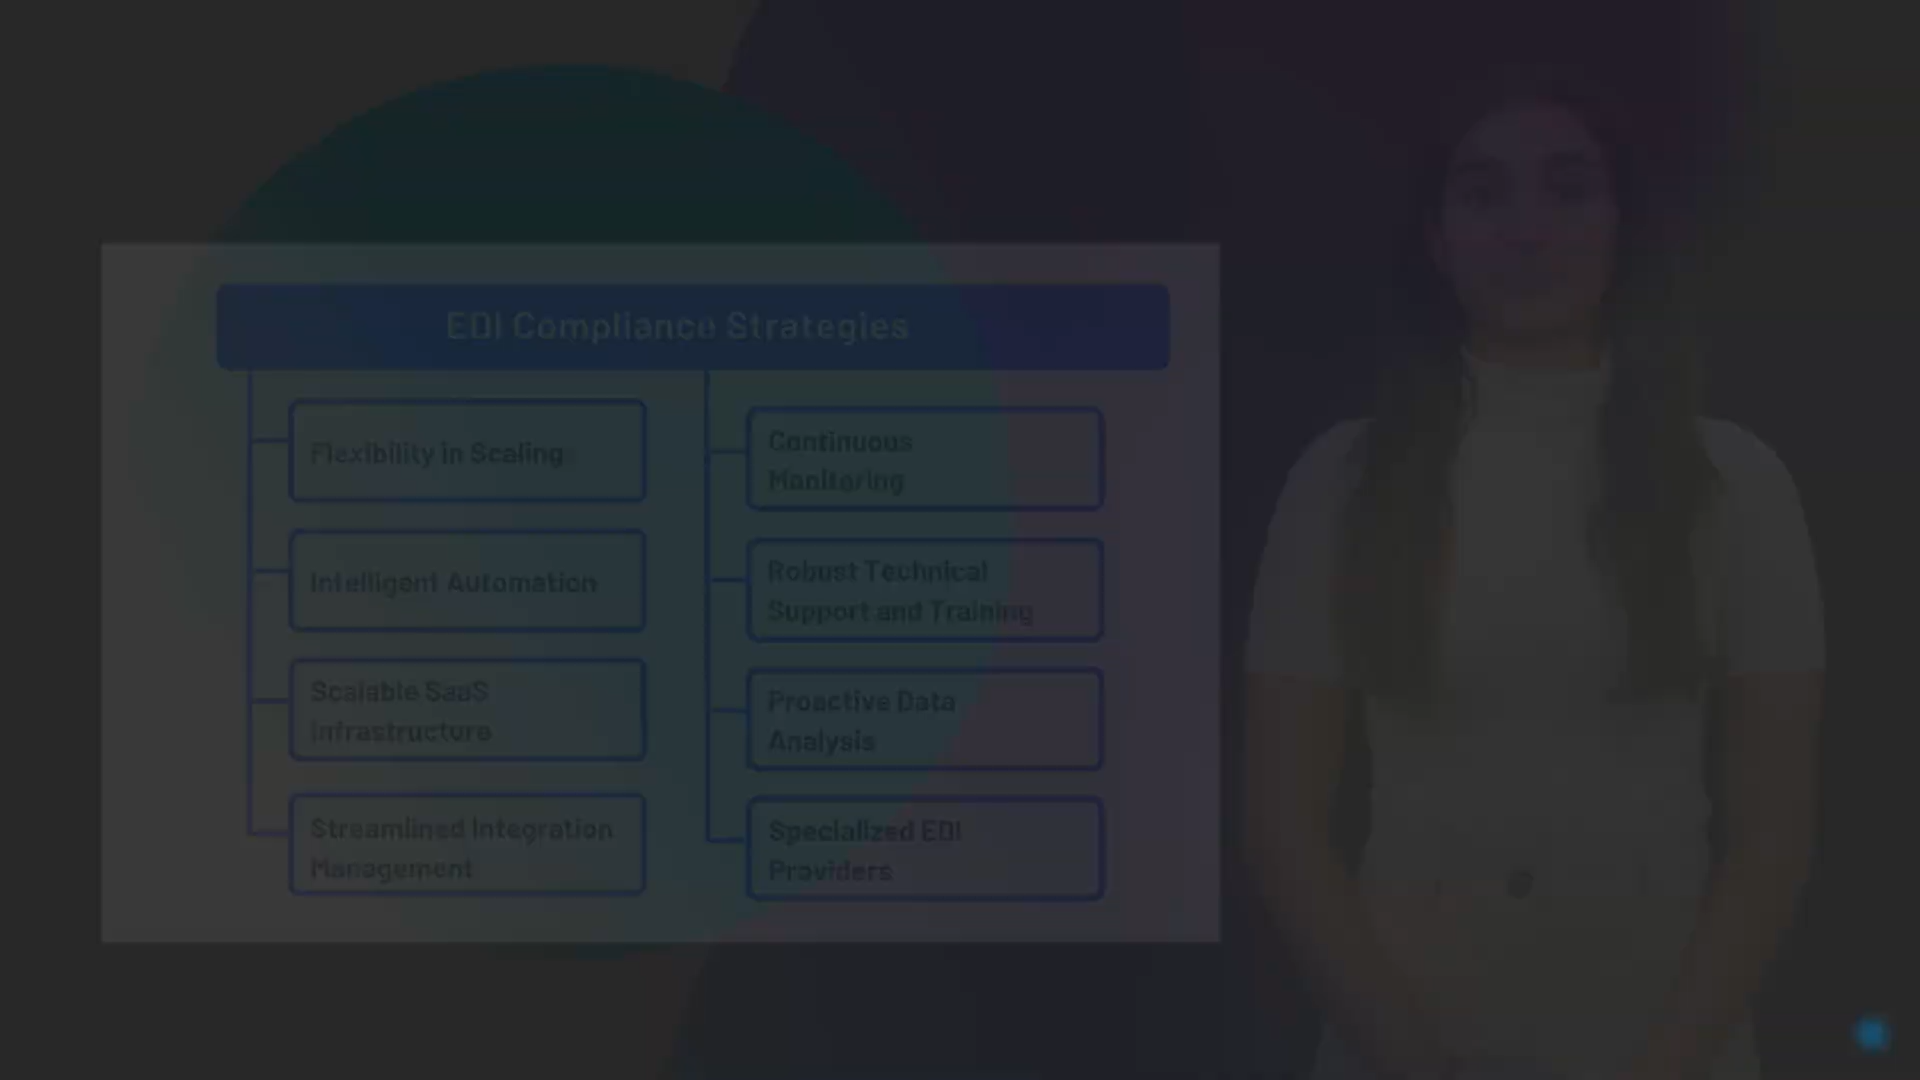 EDI Compliance Strategies
Flexibility in Scaling
Intelligent Automation
Scalable SaaS
Infrastructure
Streamlined Integration
Management
Continuous
Monitoring
Robust Technical
Support and Training
Proactive Data
Analysis
Specialized EDI
Providers